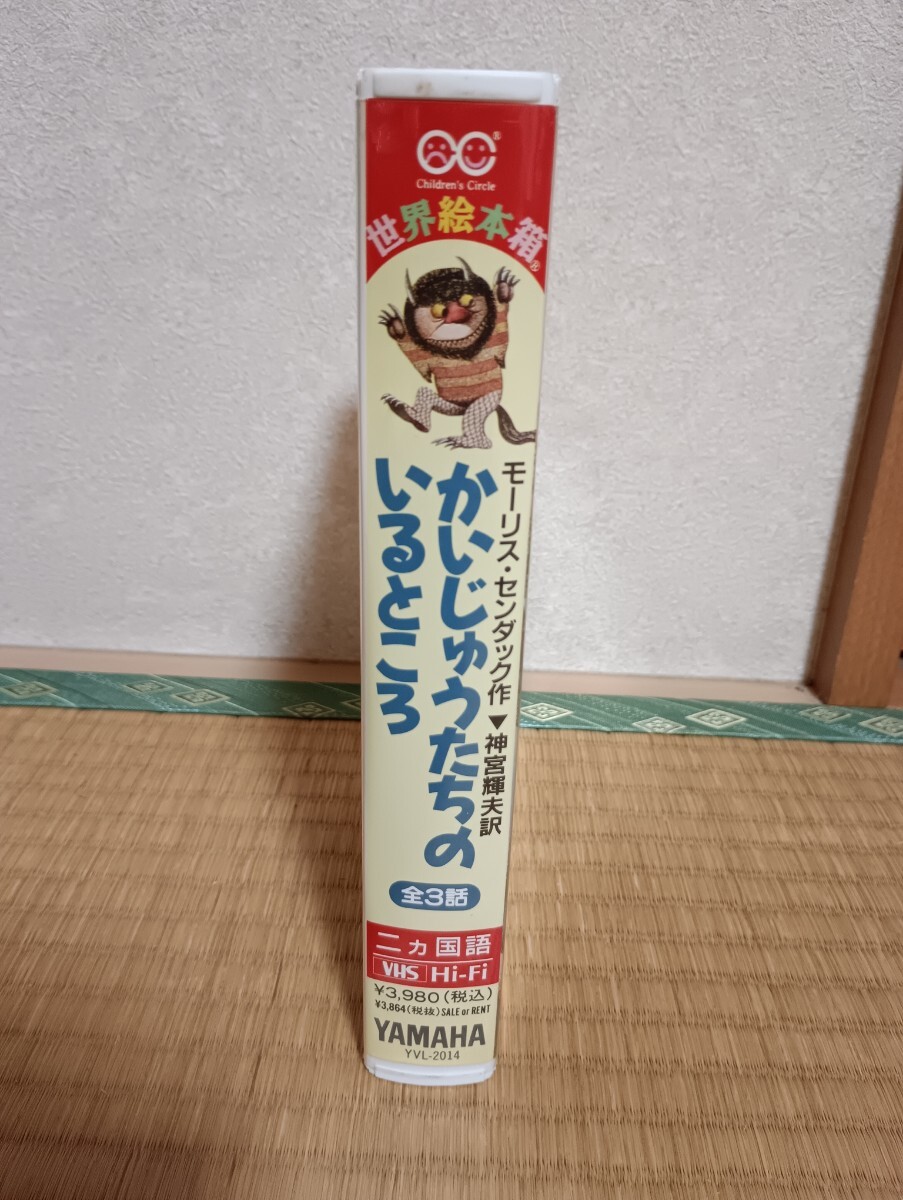 Children's Circle
世界絵本箱
モーリス・センダック作▼神宮輝夫訳
かいじゅうたちの
いるところ
全3話
二ヵ国語
VHS Hi-Fi
¥3,980(税込)
¥3,864(税抜)SALE or RENT
YAMAHA
YVL-2014